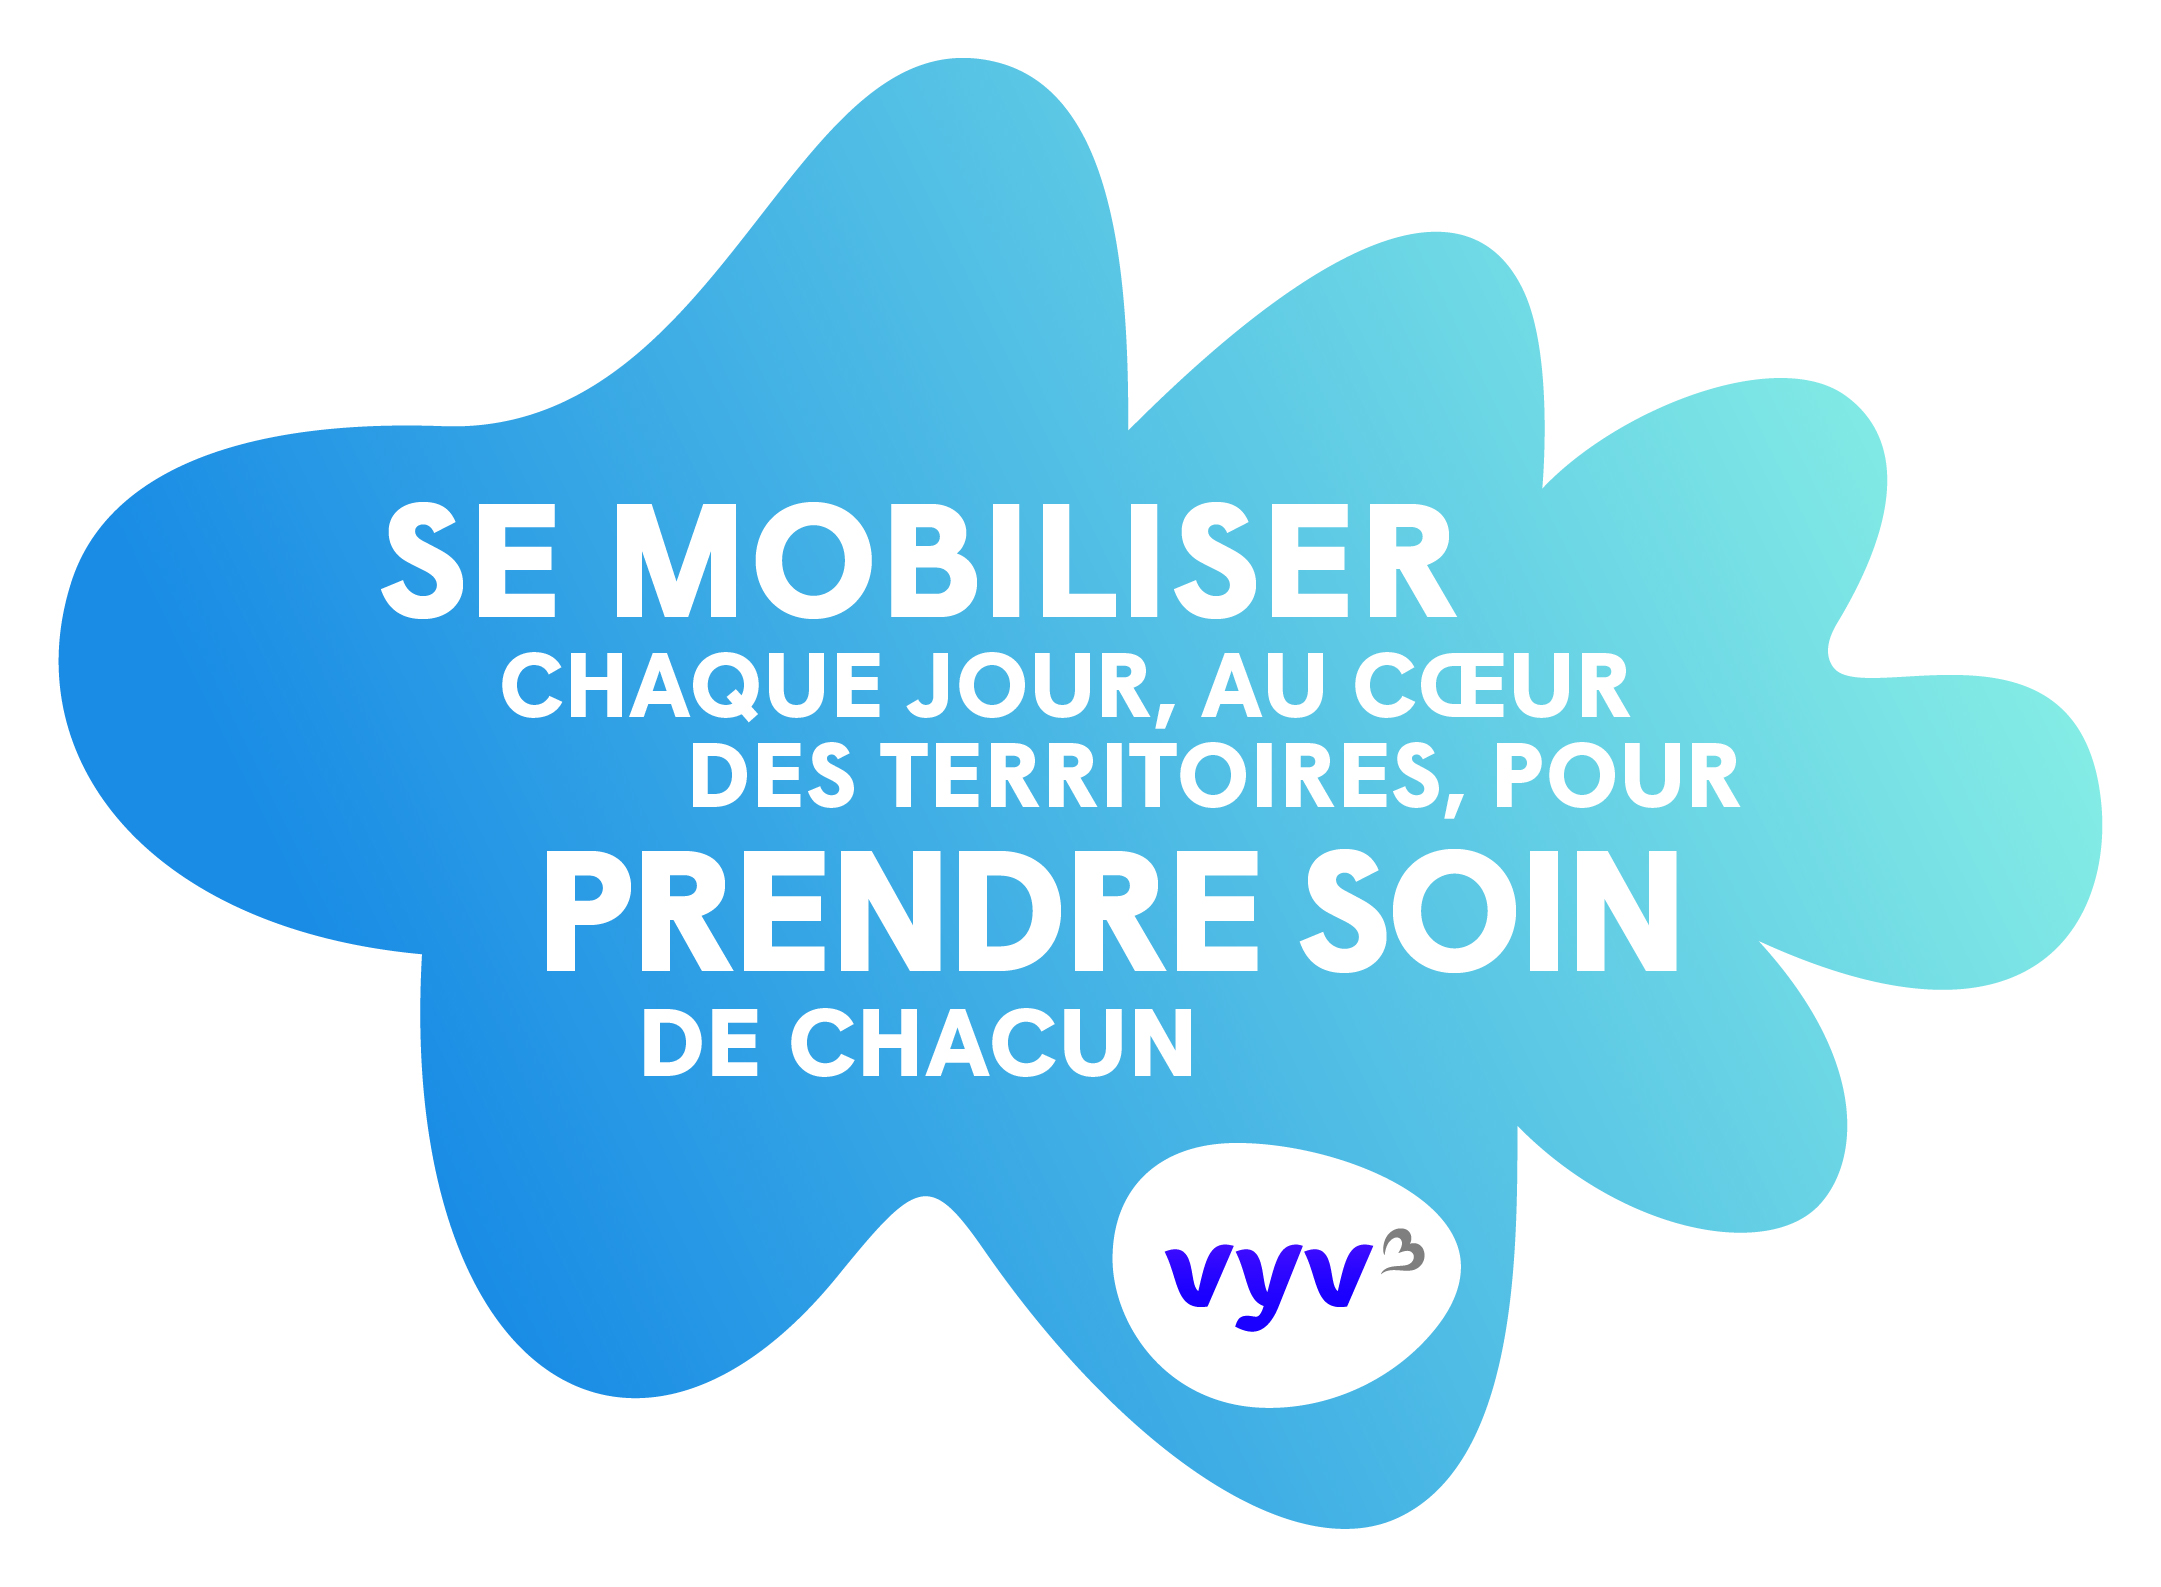 SE MOBILISER
CHAQUE JOUR, AU CŒUR
DES TERRITOIRES, POUR
PRENDRE SOIN
DE CHACUN
vyv3